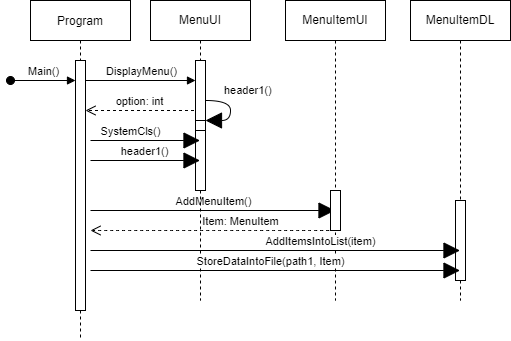 Program
MenuUI
MenuItemUI
MenuItemDL
Main()
DisplayMenu()
header1()
option: int
SystemCls()
header1()
AddMenuItem()
Item: MenuItem
AddItemsIntoList(item)
StoreDataIntoFile(path1, Item)